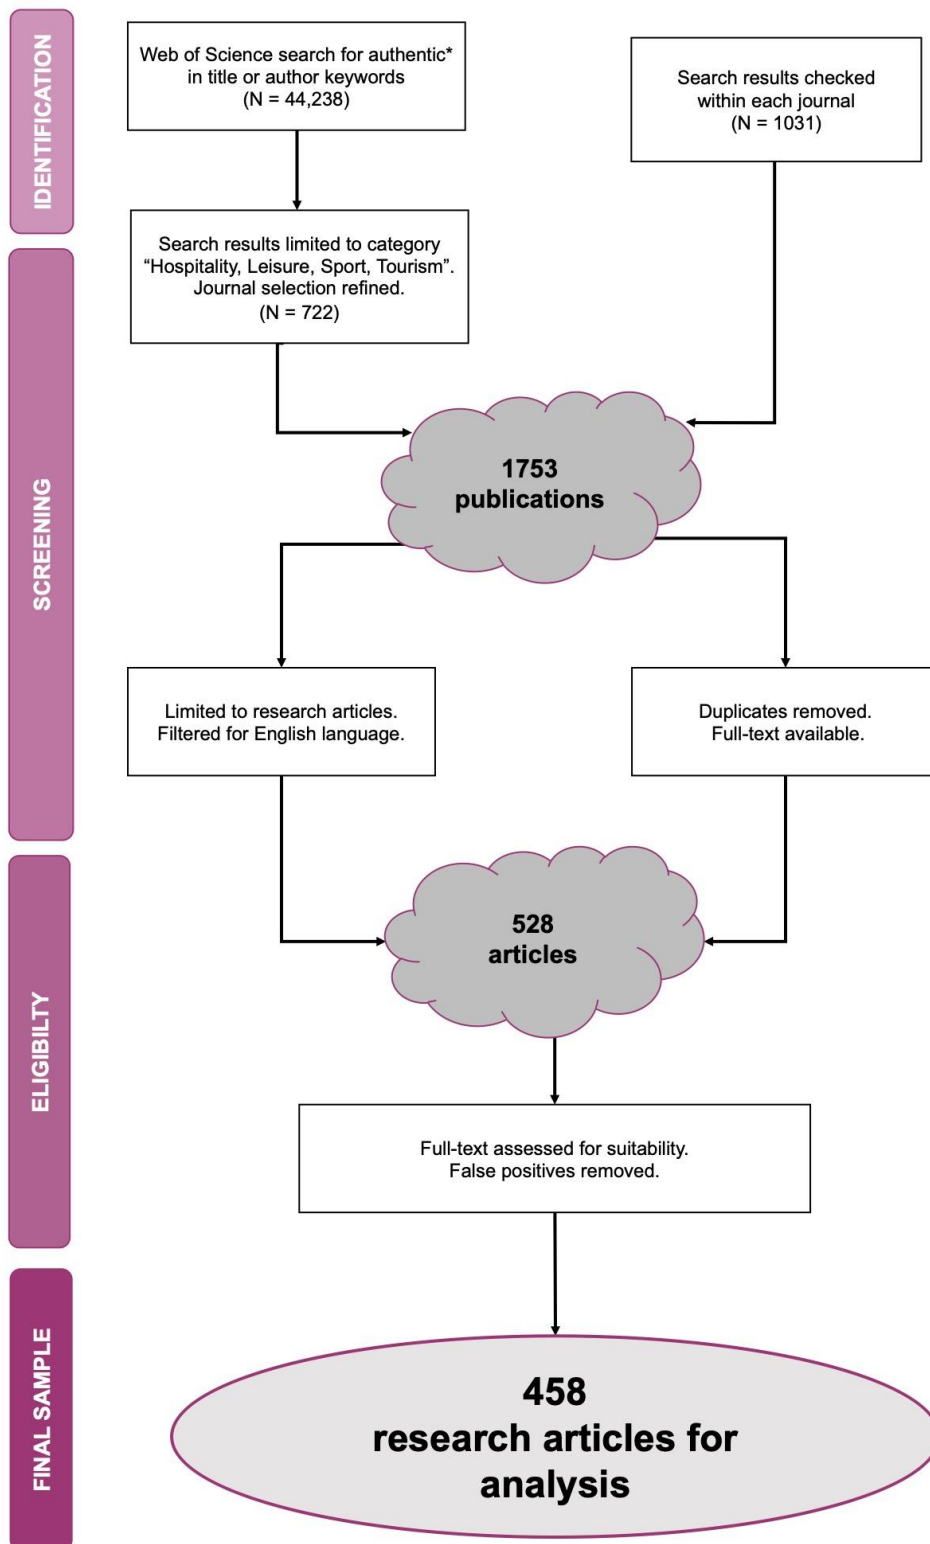 IDENTIFICATION
Web of Science search for authentic*
in title or author keywords
(N = 44,238)
Search results checked
within each journal
(N = 1031)
SCREENING
Search results limited to category
“Hospitality, Leisure, Sport, Tourism”.
Journal selection refined.
(N = 722)
1753
publications
Limited to research articles.
Filtered for English language.
Duplicates removed.
Full-text available.
ELIGIBILTY
528
articles
Full-text assessed for suitability.
False positives removed.
FINAL SAMPLE
458
research articles for
analysis